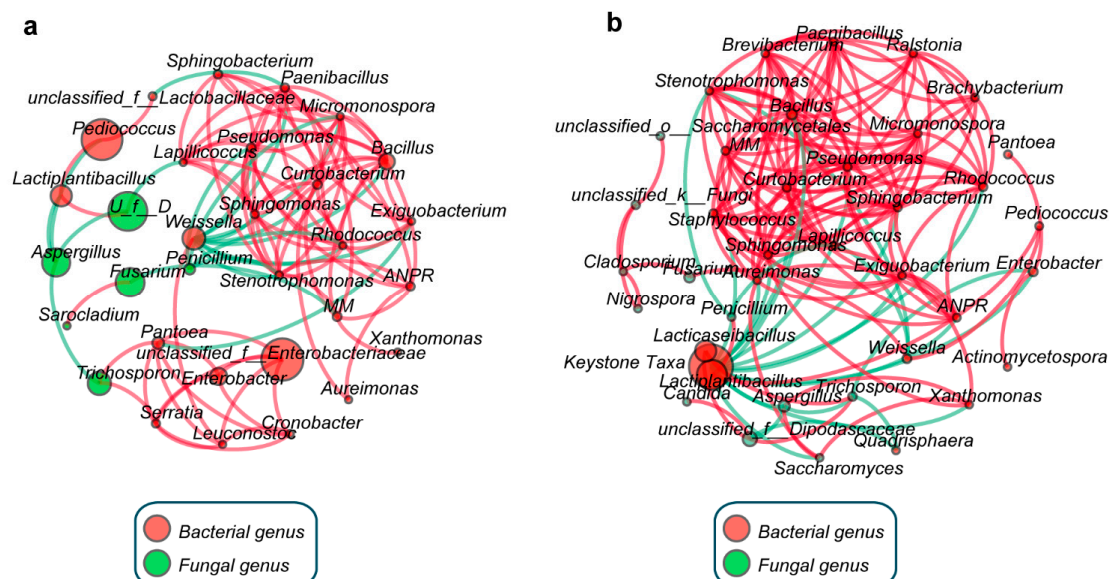 a
Sphingobacterium
Paenibacillus
unclassified_f__Lactobacillaceae
Micromonospora
Pediococcus
Pseudomonas
Lapillicoccus
Bacillus
Curtobacterium
Lactiplantibacillus
U_f__D
Sphingomonas
Exiguobacterium
Weissella
Rhodococcus
Aspergillus
Penicillium
Fusarium
Stenotrophomonas
ANPR
Sarocladium
MM
Pantoea
Xanthomonas
unclassified_f__Enterobacteriaceae
Trichosporon
Enterobacter
Aureimonas
Serratia
Cronobacter
Leuconostoc
Bacterial genus
Fungal genus
b
Paenibacillus
Brevibacterium
Ralstonia
Stenotrophomonas
Brachybacterium
Bacillus
unclassified_o__Saccharomycetales
Micromonospora
MM
Pantoea
Pseudomonas
Curtobacterium
Rhodococcus
unclassified_k__Fungi
Sphingobacterium
Staphylococcus
Pediococcus
Lapillicoccus
Sphingomonas
Cladosporium
Fusarium
Aureimonas
Exiguobacterium
Enterobacter
Nigrospora
Penicillium
ANPR
Lacticaseibacillus
Weissella
Keystone Taxa
Actinomycetospora
Lactiplantibacillus
Candida
Aspergillus
Trichosporon
Xanthomonas
unclassified_f__Dipodascaceae
Quadrisphaera
Saccharomyces
Bacterial genus
Fungal genus